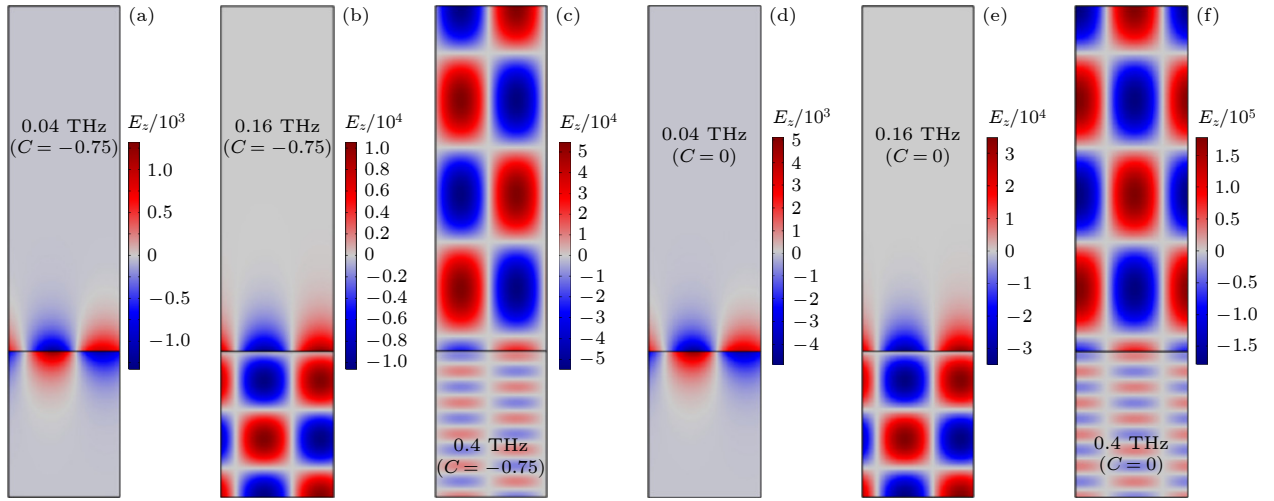 (a)
0.04 THz
(C = −0.75)
E_z/10^3
1.0
0.5
0
−0.5
−1.0
(b)
0.16 THz
(C = −0.75)
E_z/10^4
1.0
0.8
0.6
0.4
0.2
0
−0.2
−0.4
−0.6
−0.8
−1.0
(c)
E_z/10^4
5
4
3
2
1
0
−1
−2
−3
−4
−5
0.4 THz
(C = −0.75)
(d)
0.04 THz
(C = 0)
E_z/10^3
5
4
3
2
1
0
−1
−2
−3
−4
(e)
0.16 THz
(C = 0)
E_z/10^4
3
2
1
0
−1
−2
−3
(f)
E_z/10^5
1.5
1.0
0.5
0
−0.5
−1.0
−1.5
0.4 THz
(C = 0)